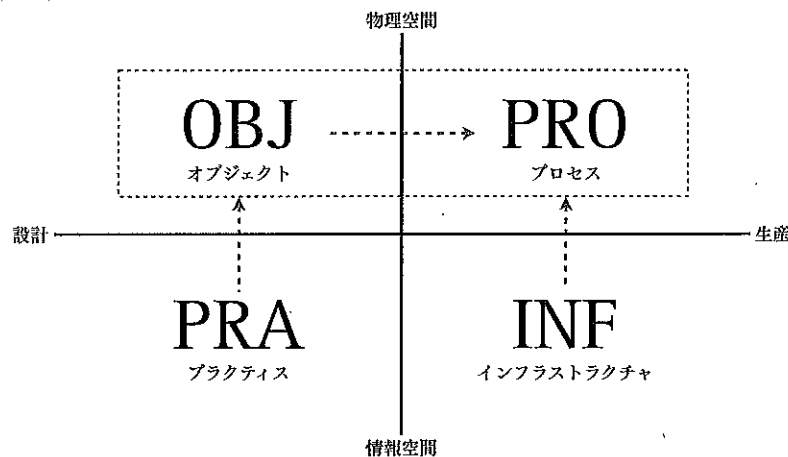 物理空間
OBJ
オブジェクト
PRO
プロセス
設計
生産
PRA
プラクティス
INF
インフラストラクチャ
情報空間